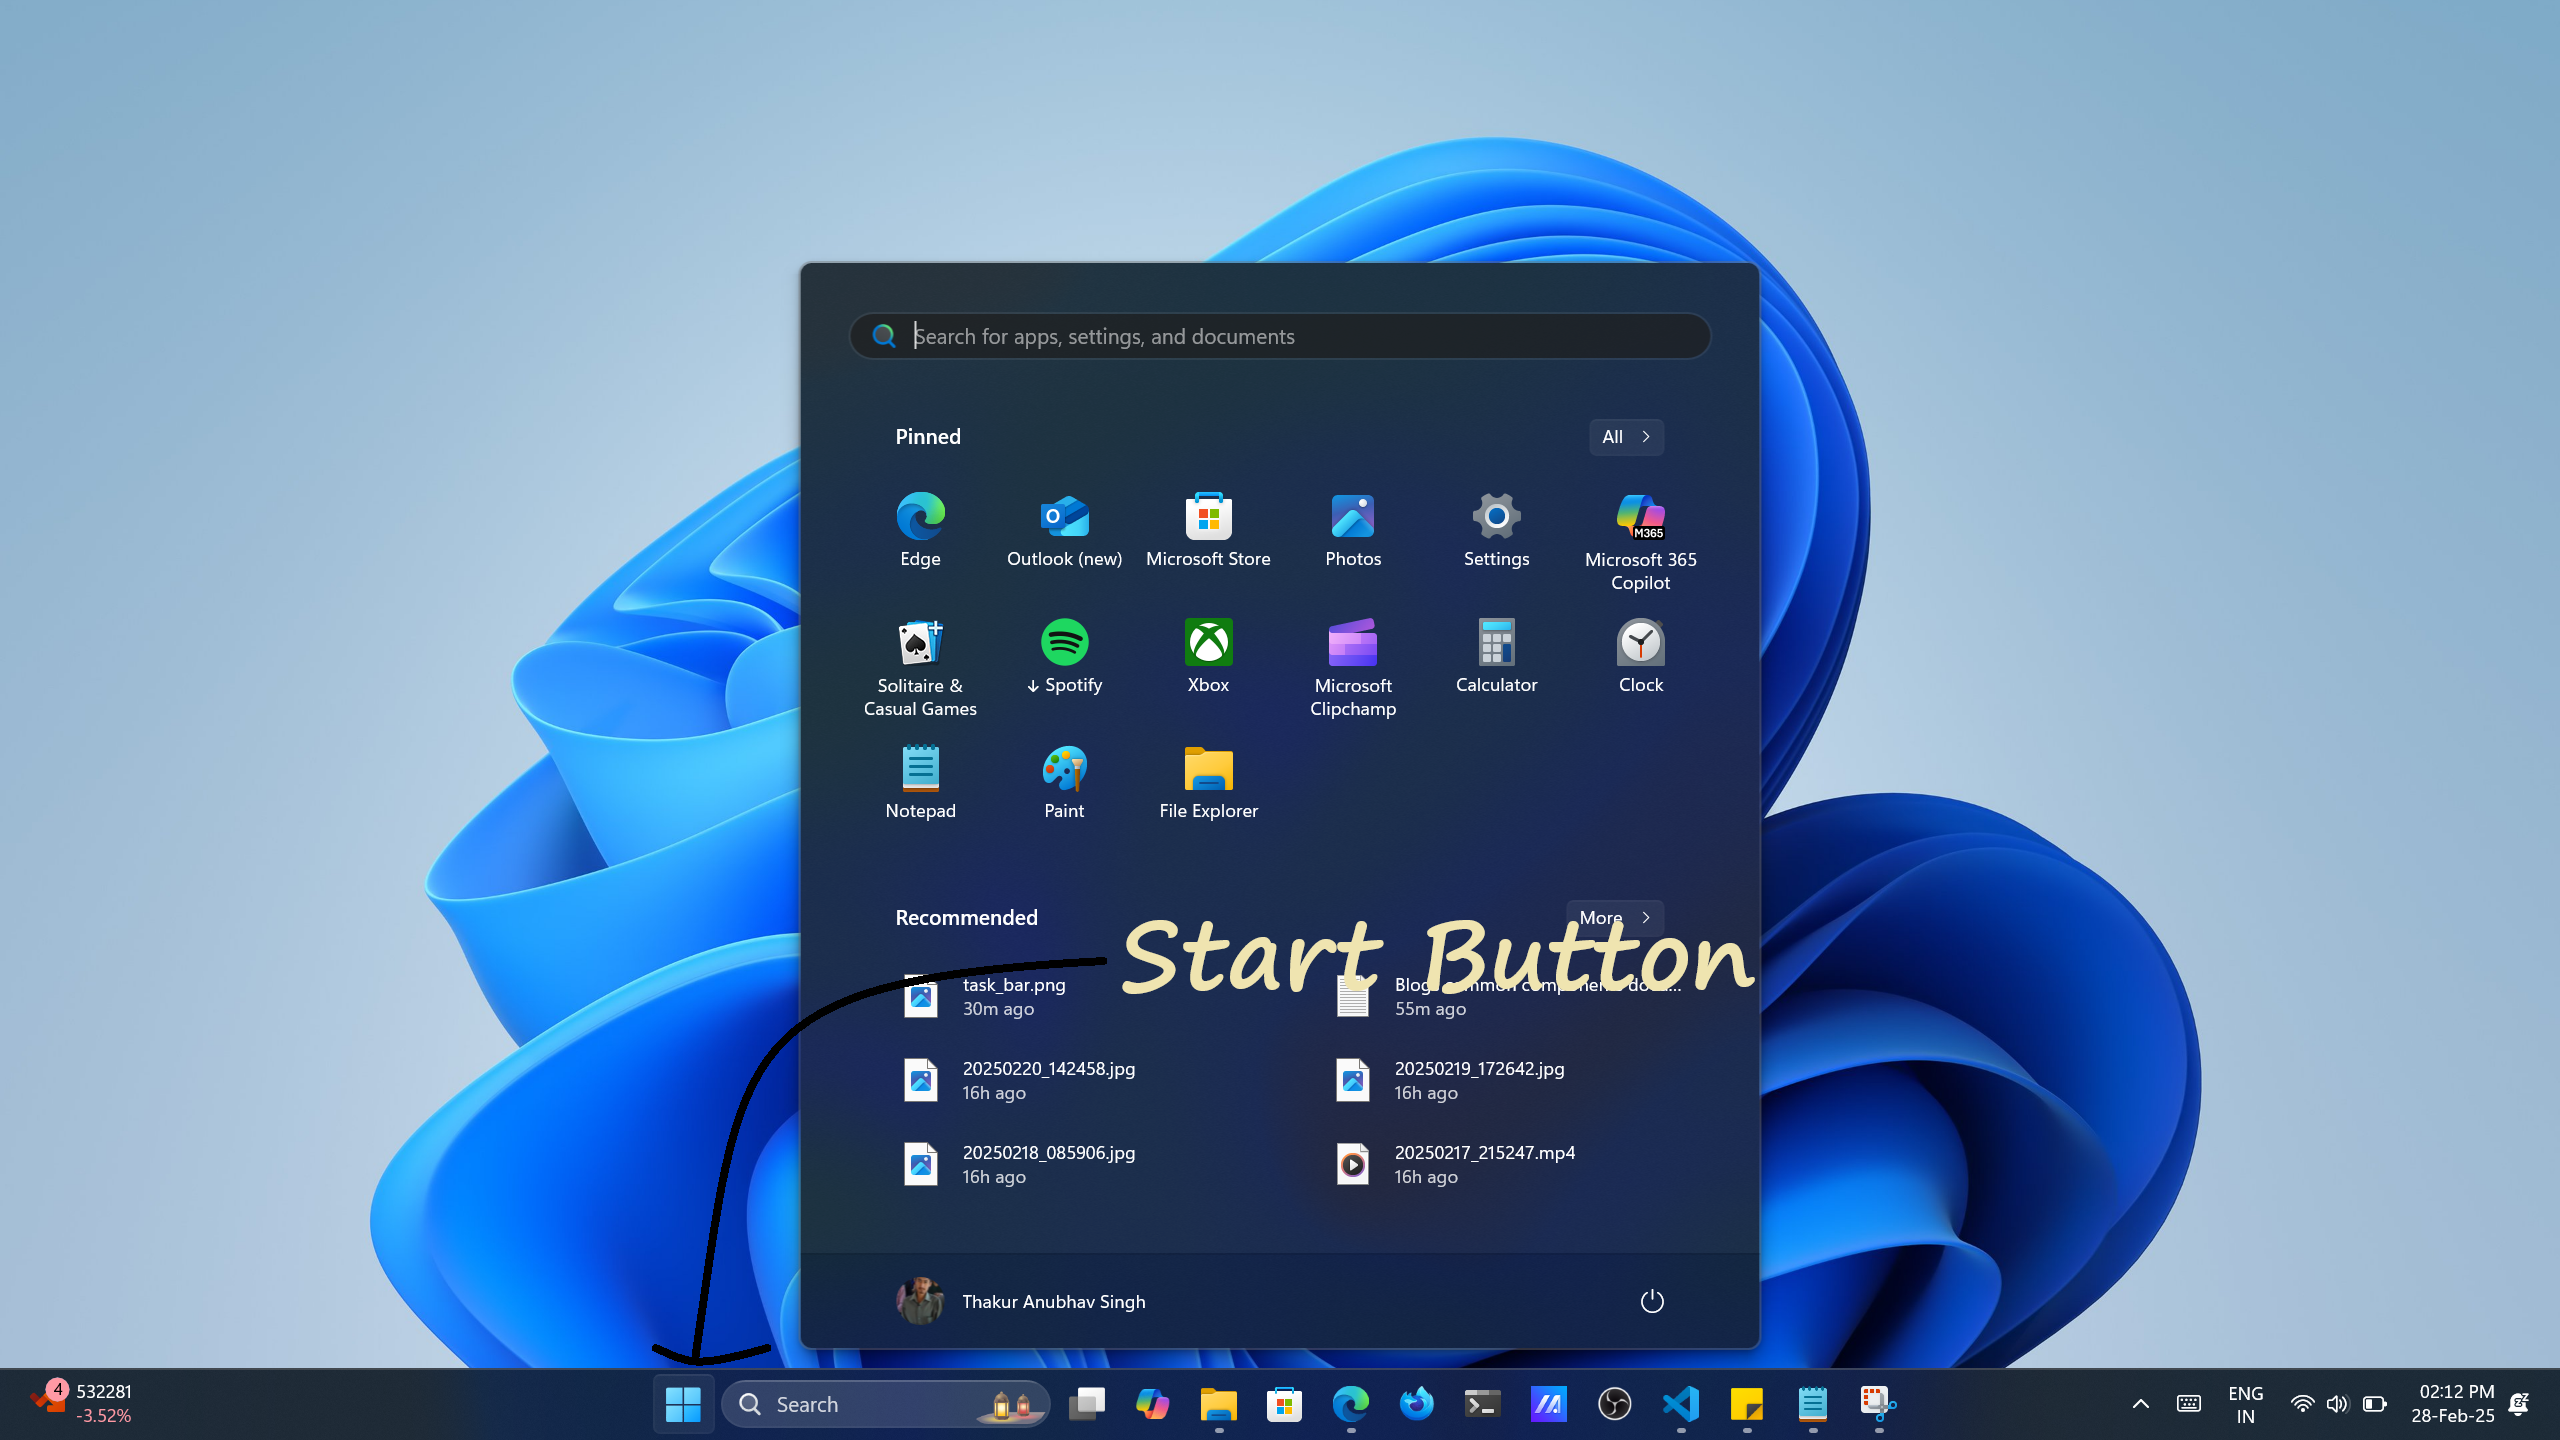 Search for apps, settings, and documents
Pinned
All
Edge
Outlook (new)
Microsoft Store
Photos
Settings
M365
Microsoft 365
Copilot
Solitaire &
Casual Games
Spotify
Xbox
Microsoft
Clipchamp
Calculator
Clock
Notepad
Paint
File Explorer
Recommended
More
Start Button
task_bar.png
30m ago
Blog
55m ago
20250220_142458.jpg
16h ago
20250219_172642.jpg
16h ago
20250218_085906.jpg
16h ago
20250217_215247.mp4
16h ago
Thakur Anubhav Singh
4
532281
-3.52%
Search
ENG
IN
02:12 PM
28-Feb-25